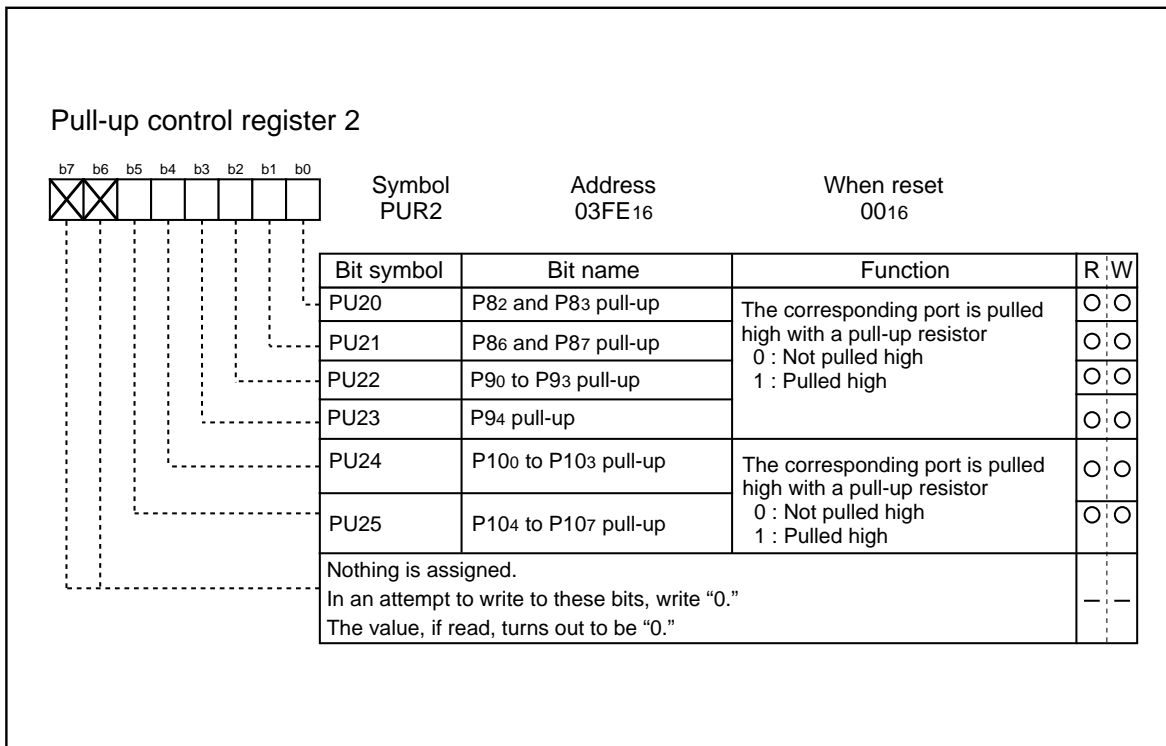 Pull-up control register 2
b7 b6 b5 b4 b3 b2 b1 b0
Symbol Address When reset
PUR2 03FE16 0016
Bit symbol Bit name Function R W
PU20 P82 and P83 pull-up The corresponding port is pulled
high with a pull-up resistor
0 : Not pulled high
1 : Pulled high
PU21 P86 and P87 pull-up
PU22 P90 to P93 pull-up
PU23 P94 pull-up
PU24 P100 to P103 pull-up The corresponding port is pulled
high with a pull-up resistor
0 : Not pulled high
1 : Pulled high
PU25 P104 to P107 pull-up
Nothing is assigned.
In an attempt to write to these bits, write “0.”
The value, if read, turns out to be “0.”